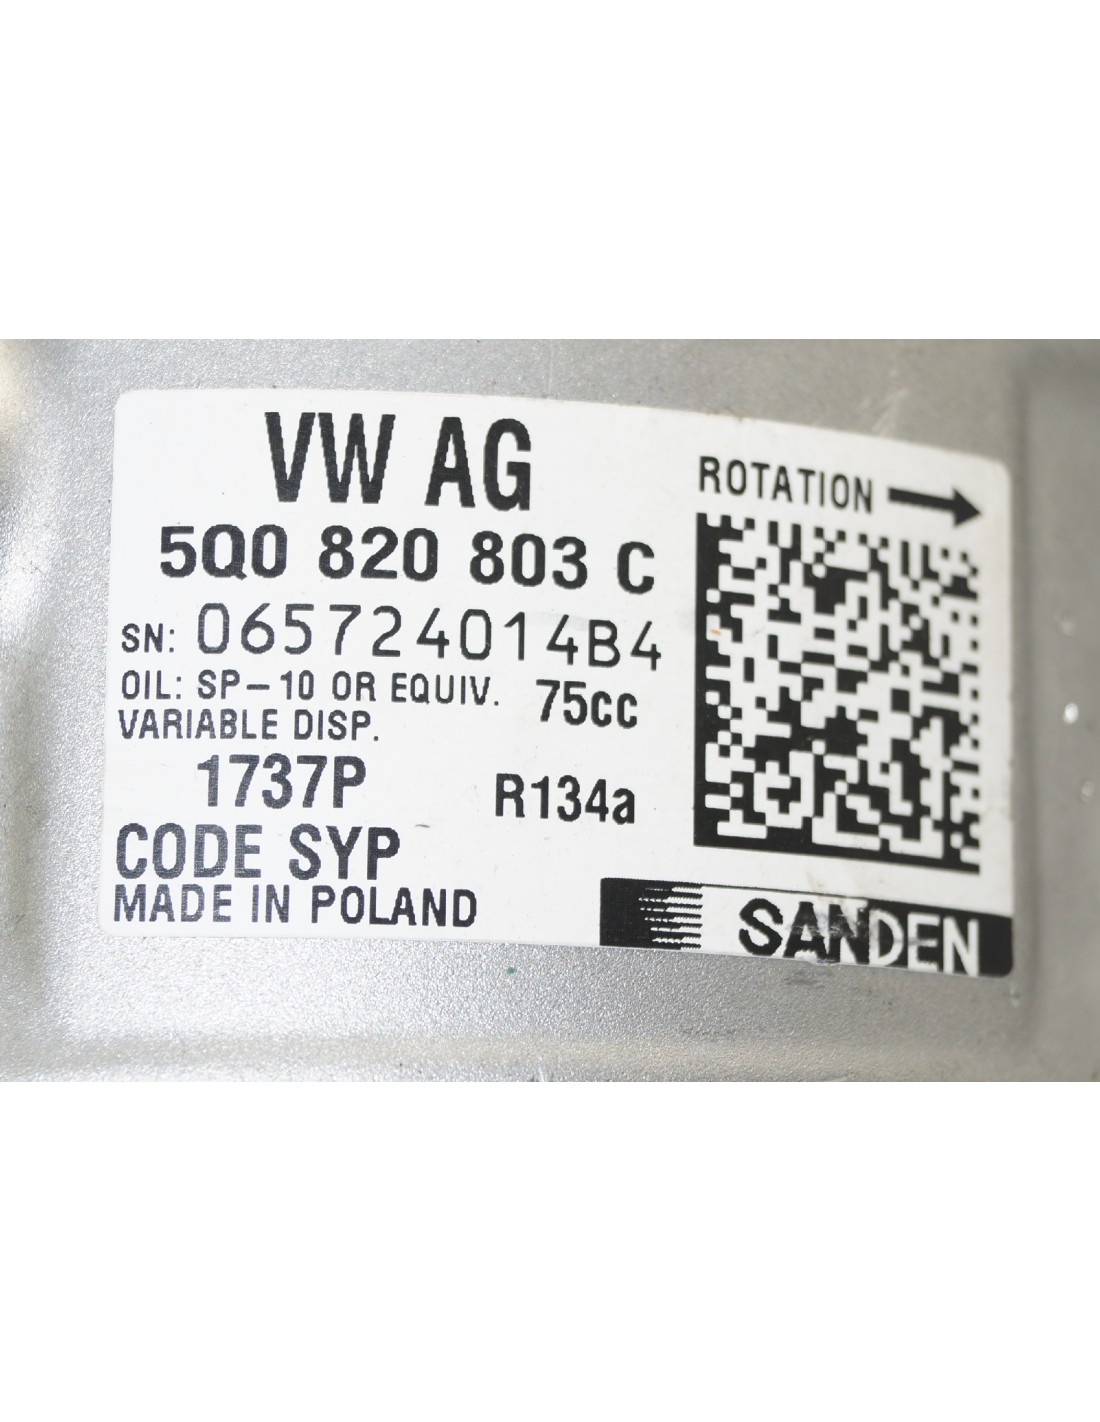 VW AG
5Q0 820 803 C
SN: 065724014B4
OIL: SP-10 OR EQUIV. 75cc
VARIABLE DISP.
1737P R134a
CODE SYP
MADE IN POLAND
ROTATION
SANDEN